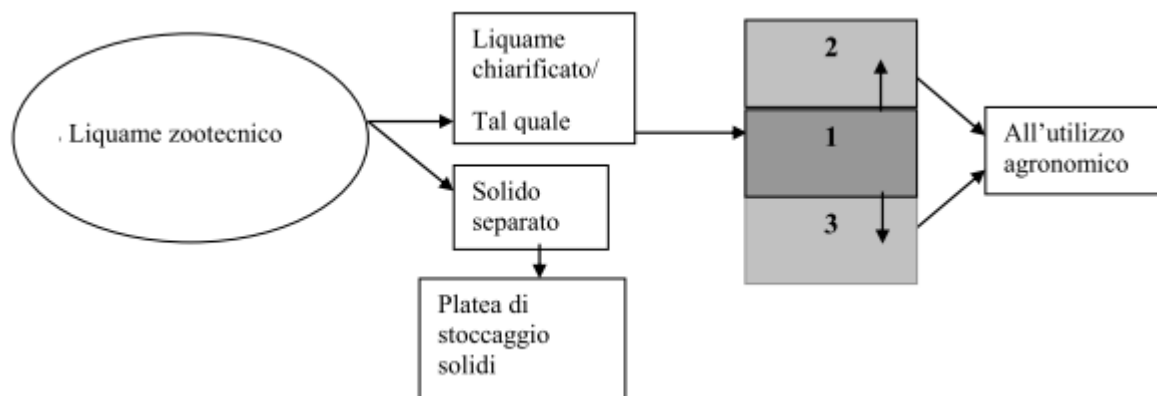 Liquame zootecnico
Liquame
chiarificato/
Tal quale
Solido
separato
Platea di
stoccaggio
solidi
2
1
3
All'utilizzo
agronomico